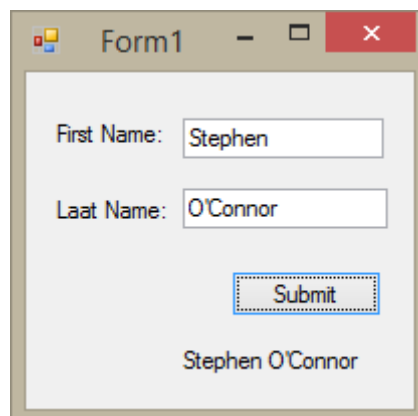 Form1
First Name: Stephen
Laat Name: O'Connor
Submit
Stephen O'Connor